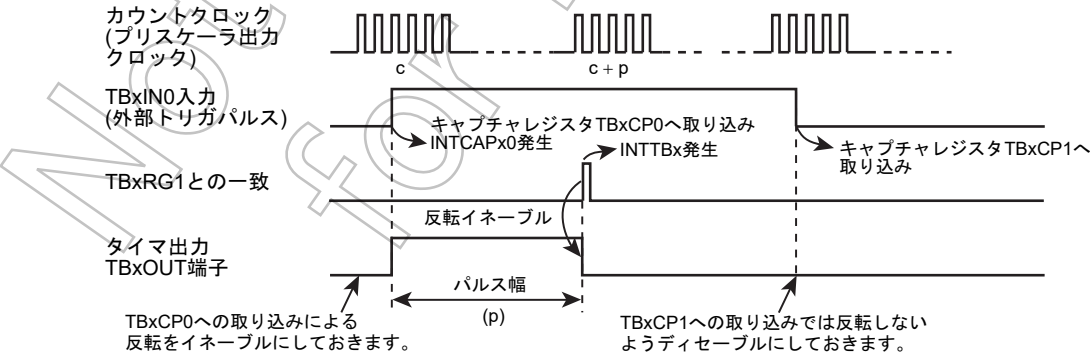 カウントクロック
(プリスケーラ出力
クロック)
c
c + p
TBxIN0入力
(外部トリガパルス)
キャプチャレジスタTBxCP0へ取り込み
INTCAPx0発生
INTTBx発生
キャプチャレジスタTBxCP1へ
取り込み
TBxRG1との一致
反転イネーブル
タイマ出力
TBxOUT端子
パルス幅
(p)
TBxCP0への取り込みによる
反転をイネーブルにしておきます。
TBxCP1への取り込みでは反転しない
ようディセーブルにしておきます。
Not
for